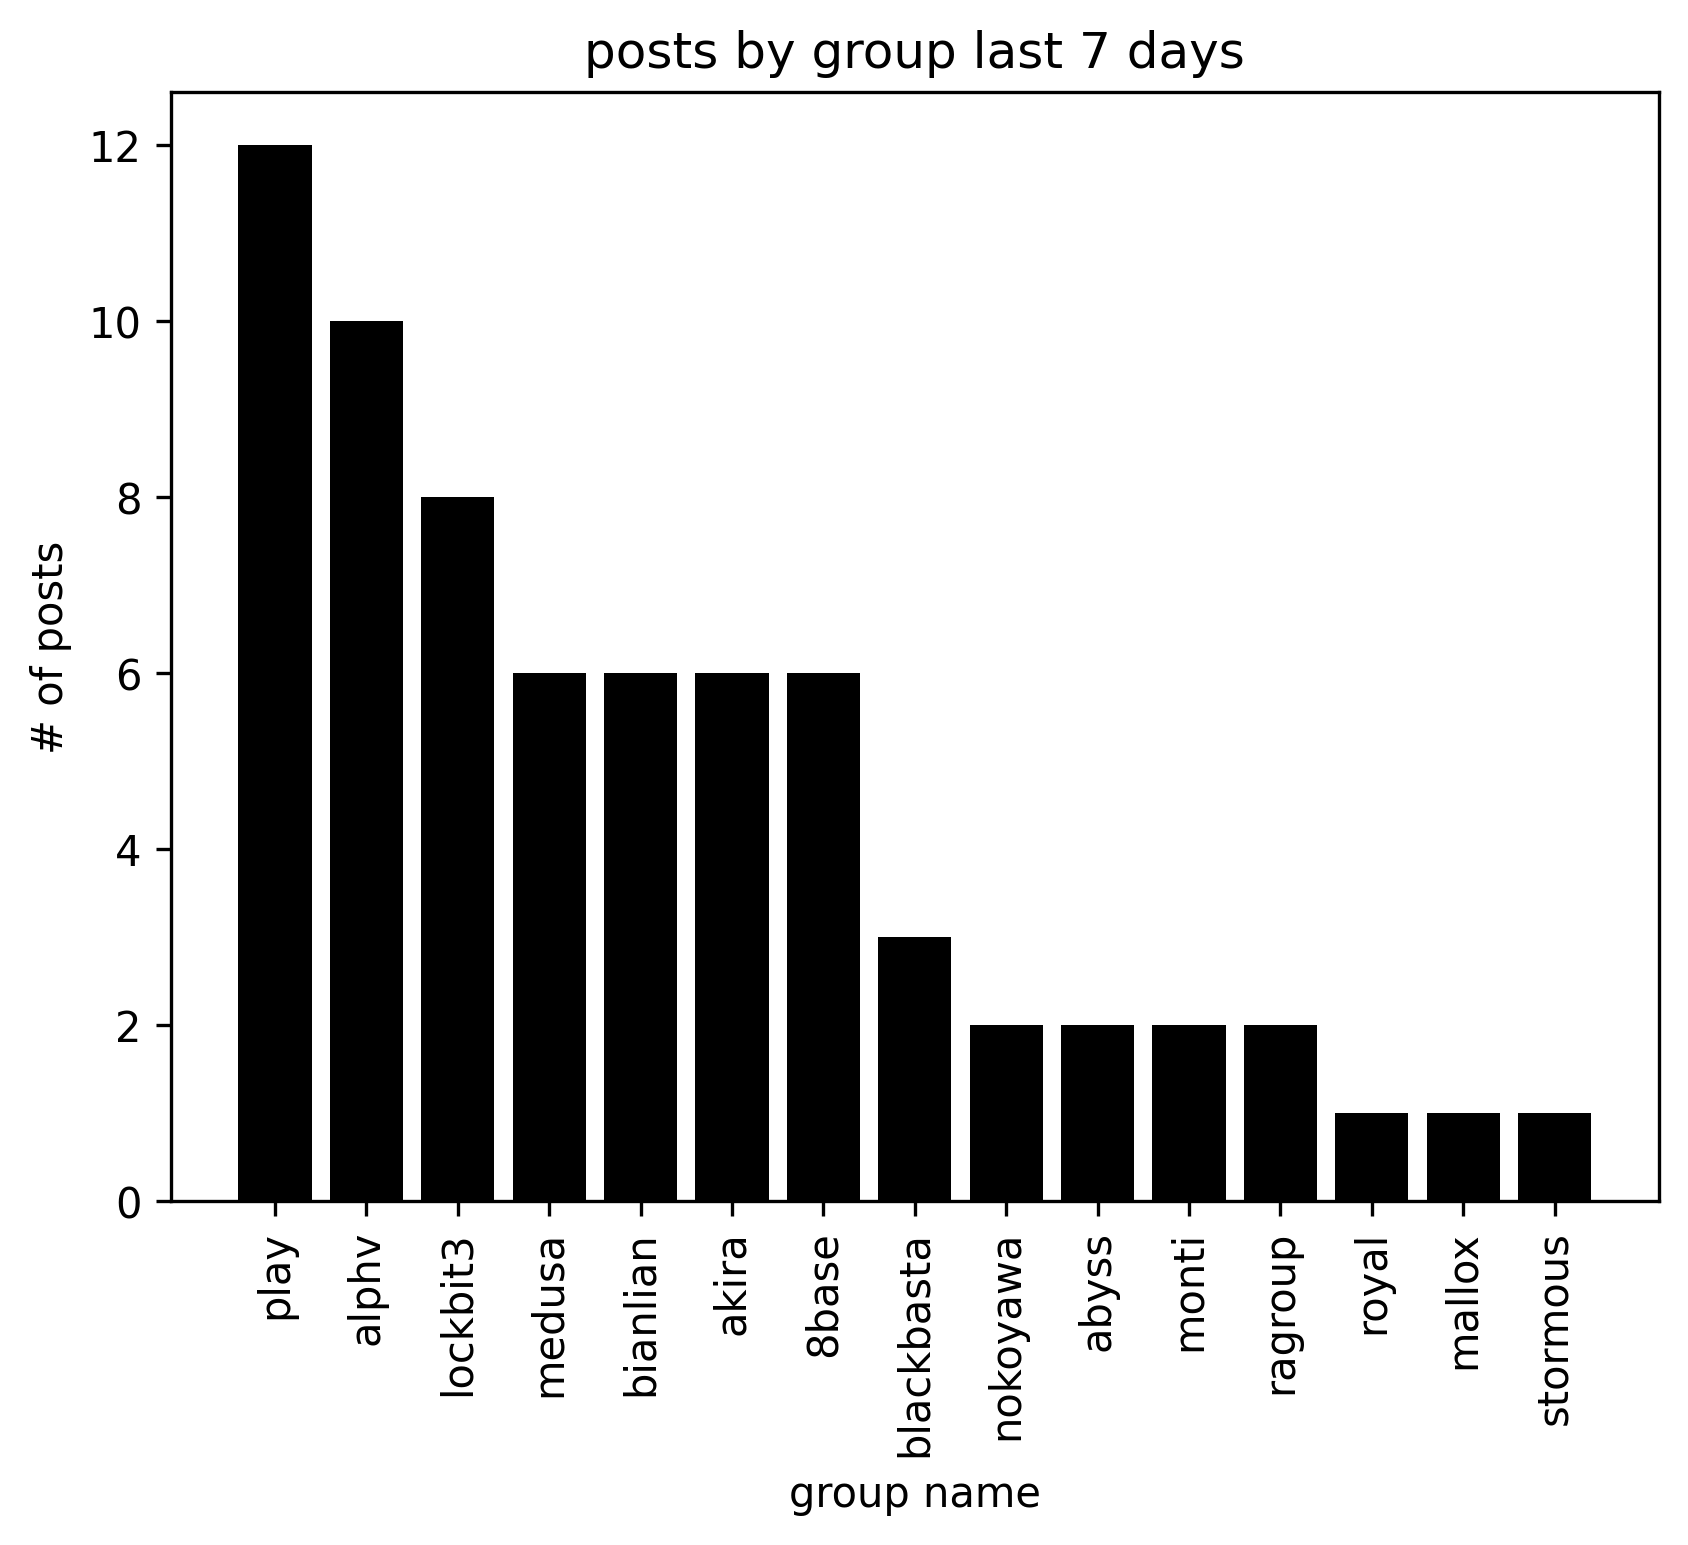 posts by group last 7 days
# of posts
12
10
8
6
4
2
0
play
alphv
lockbit3
medusa
bianlian
akira
8base
blackbasta
nokoyawa
abyss
monti
ragroup
royal
mallox
stormous
group name